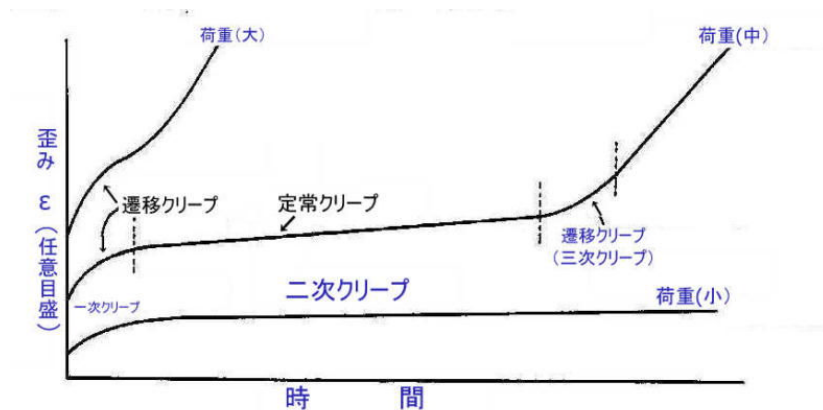 荷重(大)
荷重(中)
歪み ε (任意目盛)
遷移クリープ
定常クリープ
遷移クリープ
(三次クリープ)
二次クリープ
一次クリープ
荷重(小)
時 間